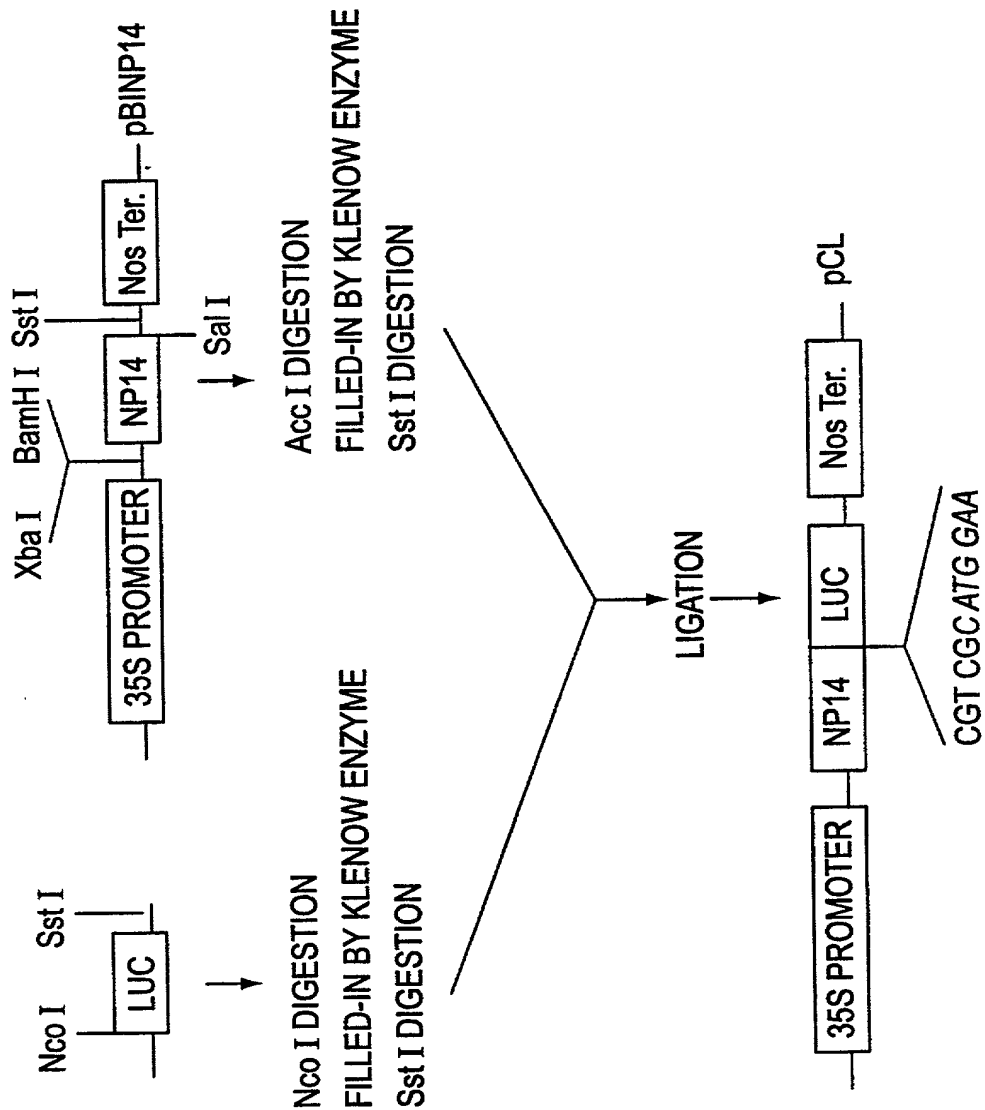 Nco I
Sst I
LUC
Nco I DIGESTION
FILLED-IN BY KLENOW ENZYME
Sst I DIGESTION
Xba I
BamH I
Sst I
35S PROMOTER
NP14
Nos Ter.
pBINP14
Sal I
Acc I DIGESTION
FILLED-IN BY KLENOW ENZYME
Sst I DIGESTION
LIGATION
35S PROMOTER
NP14
LUC
Nos Ter.
pCL
CGT CGC ATG GAA